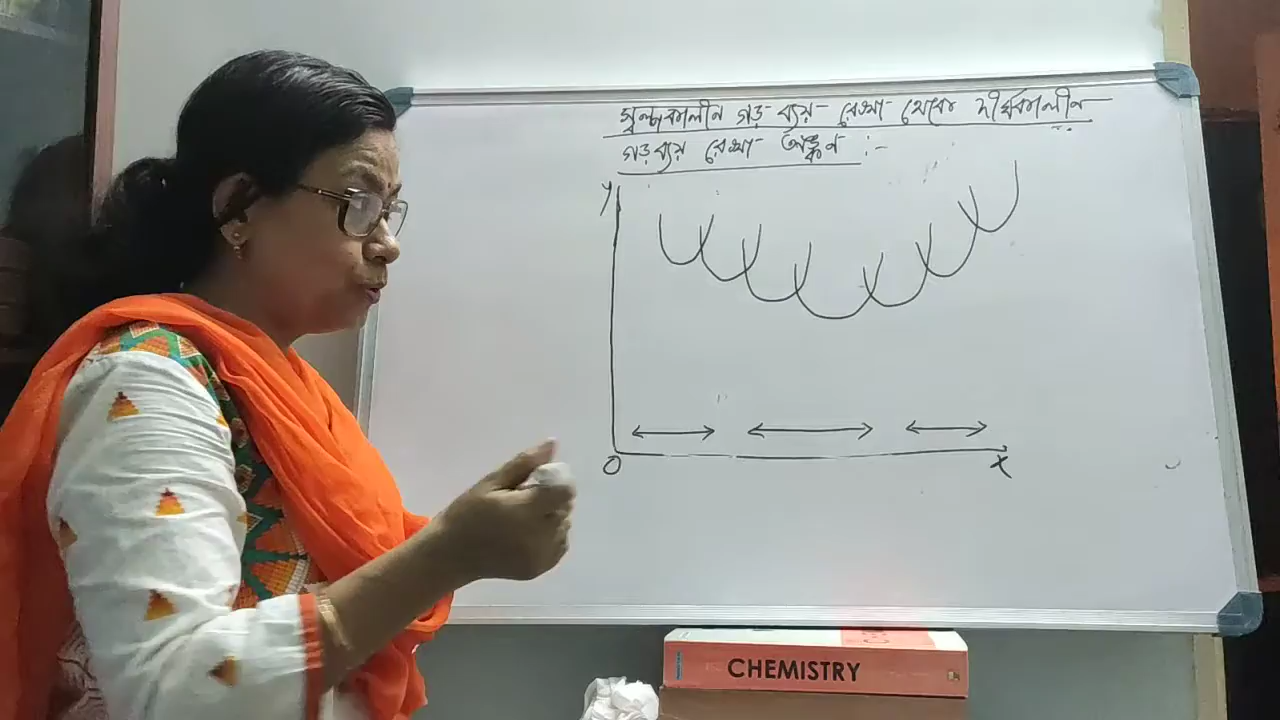 স্বল্পকালীন গড় ব্যয় রেখা থেকে দীর্ঘকালীন
গড়ব্যয় রেখা অঙ্কন :-
y
O
x
CHEMISTRY